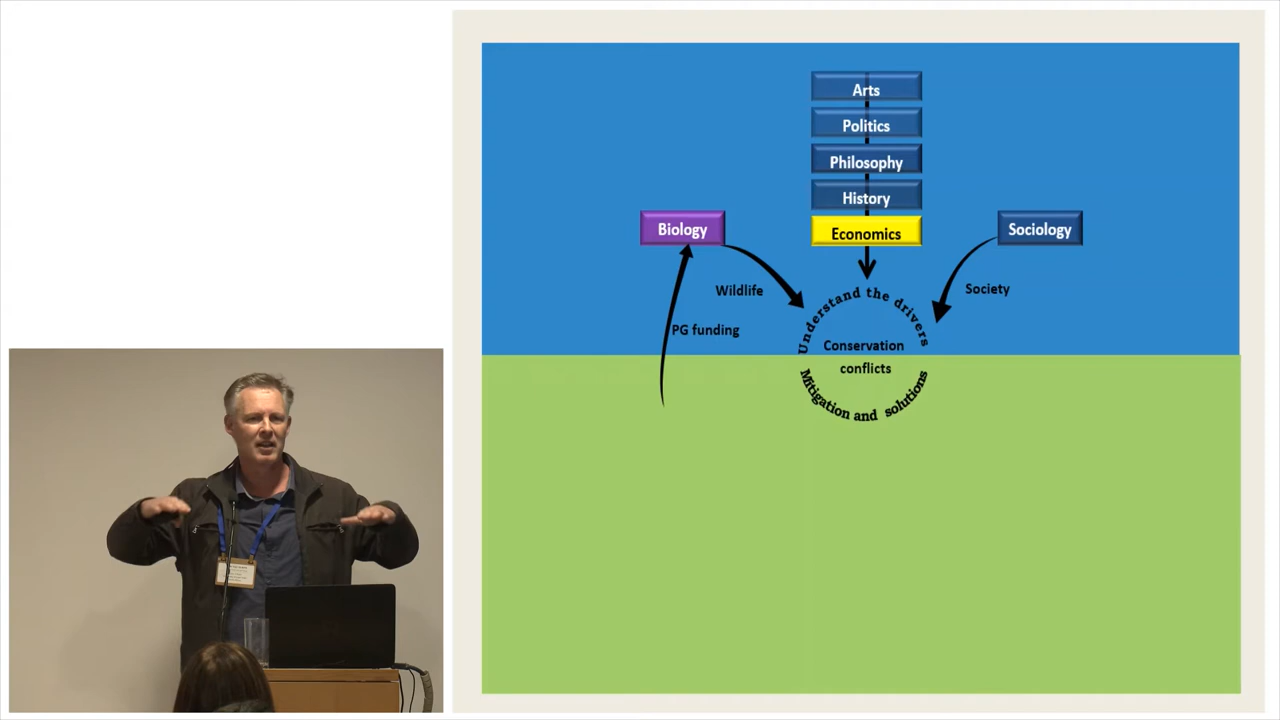 Arts
Politics
Philosophy
History
Economics
Biology
Sociology
Wildlife
Society
PG funding
Understand the drivers
Conservation
conflicts
Mitigation and solutions